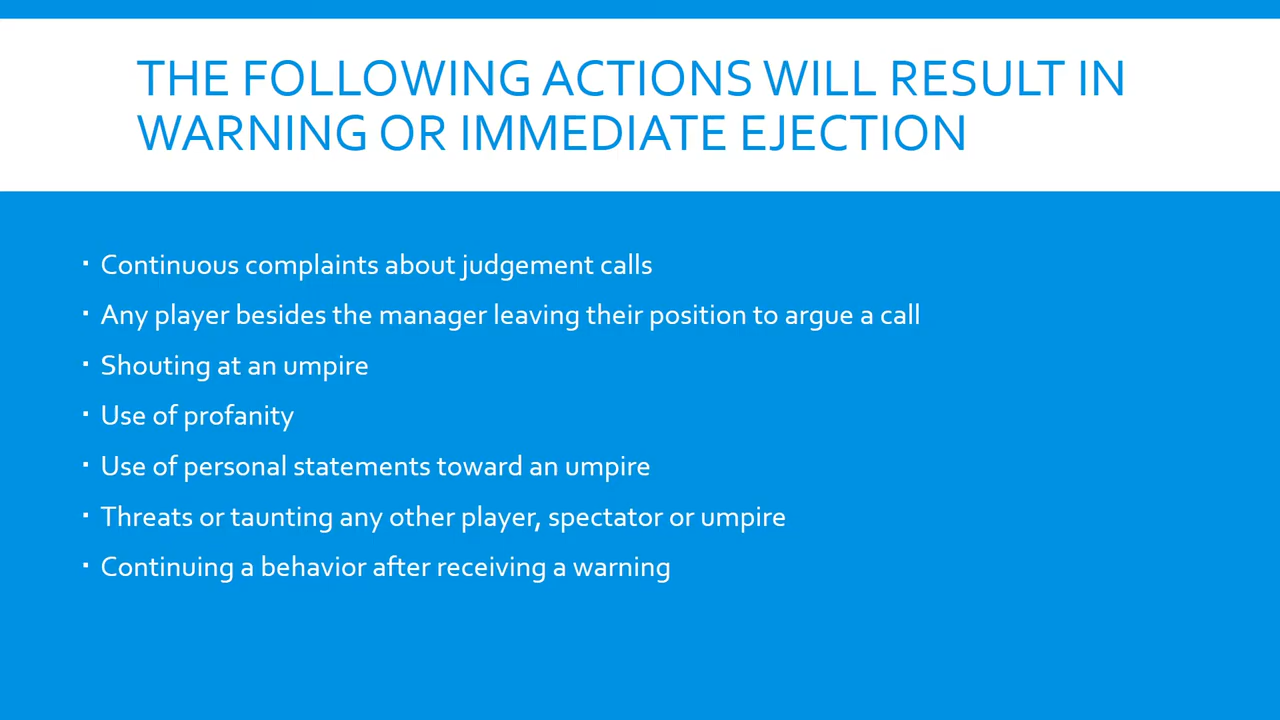 THE FOLLOWING ACTIONS WILL RESULT IN
WARNING OR IMMEDIATE EJECTION
▪ Continuous complaints about judgement calls
▪ Any player besides the manager leaving their position to argue a call
▪ Shouting at an umpire
▪ Use of profanity
▪ Use of personal statements toward an umpire
▪ Threats or taunting any other player, spectator or umpire
▪ Continuing a behavior after receiving a warning